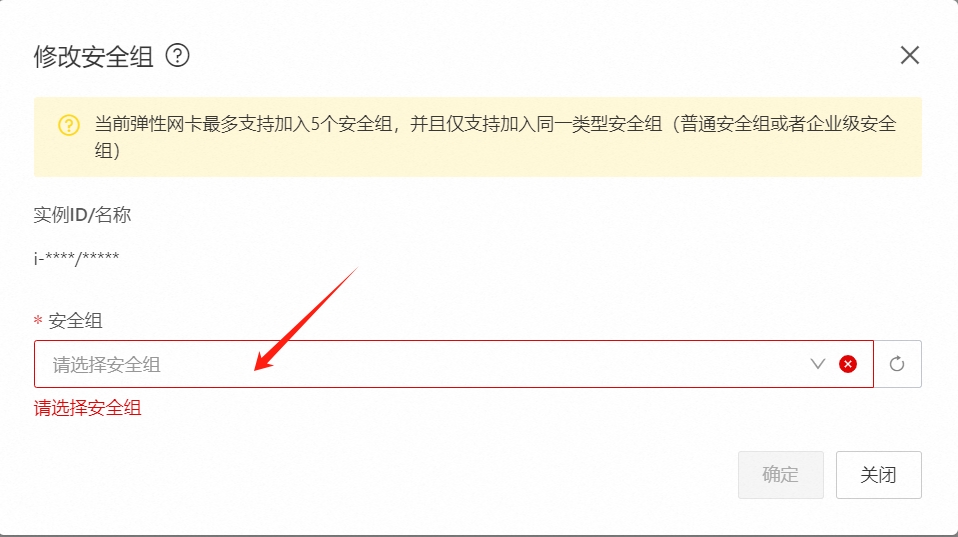 修改安全组
当前弹性网卡最多支持加入5个安全组，并且仅支持加入同一类型安全组（普通安全组或者企业级安全
组）
实例ID/名称
i-****/*****
* 安全组
请选择安全组
请选择安全组
确定 关闭